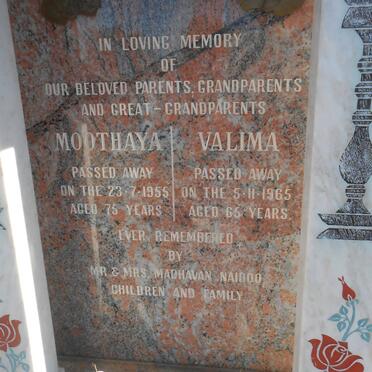 IN LOVING MEMORY
OF
OUR BELOVED PARENTS, GRANDPARENTS
AND GREAT-GRANDPARENTS
MOOTHAYA
PASSED AWAY
ON THE 23-7-1955
AGED 75 YEARS
VALIMA
PASSED AWAY
ON THE 5-11-1965
AGED 65 YEARS.
EVER REMEMBERED
BY
MR & MRS. MADHAVAN NAIDOO
CHILDREN AND FAMILY